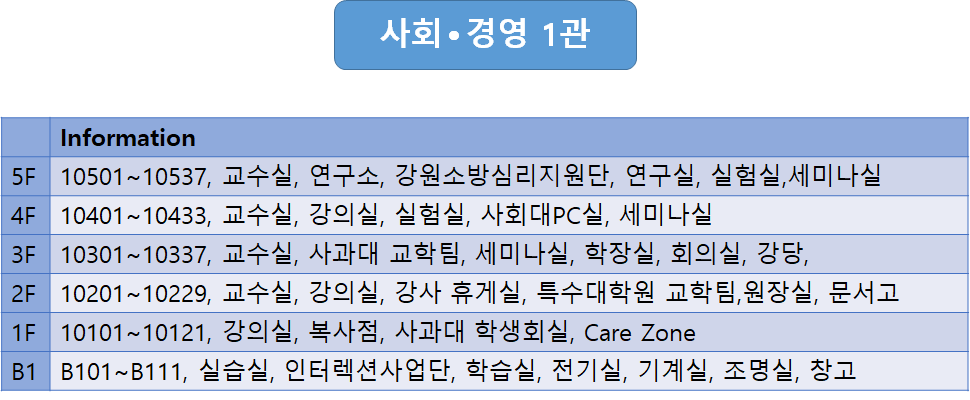 사회•경영 1관
Information
5F 10501~10537, 교수실, 연구소, 강원소방심리지원단, 연구실, 실험실,세미나실
4F 10401~10433, 교수실, 강의실, 실험실, 사회대PC실, 세미나실
3F 10301~10337, 교수실, 사과대 교학팀, 세미나실, 학장실, 회의실, 강당,
2F 10201~10229, 교수실, 강의실, 강사 휴게실, 특수대학원 교학팀,원장실, 문서고
1F 10101~10121, 강의실, 복사점, 사과대 학생회실, Care Zone
B1 B101~B111, 실습실, 인터렉션사업단, 학습실, 전기실, 기계실, 조명실, 창고